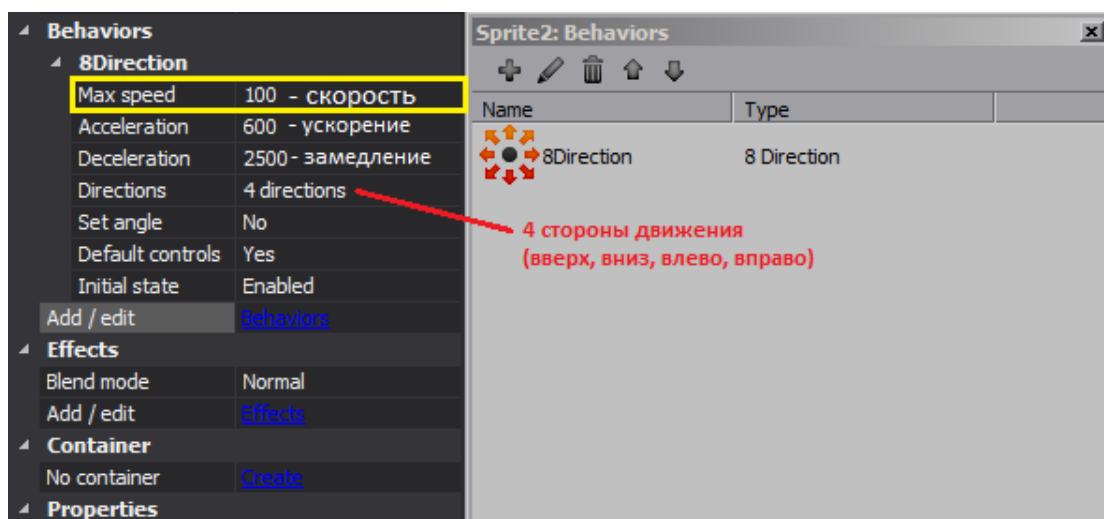 Behaviors
8Direction
Max speed 100 - скорость
Acceleration 600 - ускорение
Deceleration 2500 - замедление
Directions 4 directions
Set angle No
Default controls Yes
Initial state Enabled
Add / edit Behaviors
Effects
Blend mode Normal
Add / edit Effects
Container
No container Create
Properties
Sprite2: Behaviors
Name Type
8Direction 8 Direction
4 стороны движения
(вверх, вниз, влево, вправо)